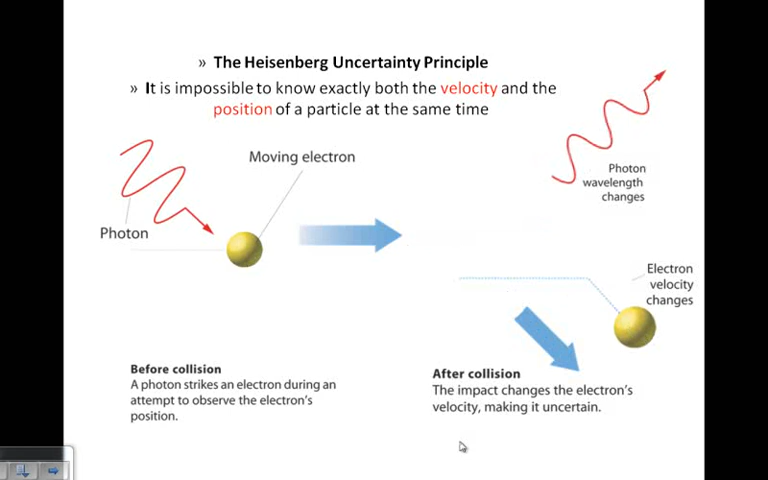 » The Heisenberg Uncertainty Principle
» It is impossible to know exactly both the velocity and the
position of a particle at the same time
Moving electron
Photon
Photon
wavelength
changes
Electron
velocity
changes
Before collision
A photon strikes an electron during an
attempt to observe the electron's
position.
After collision
The impact changes the electron's
velocity, making it uncertain.